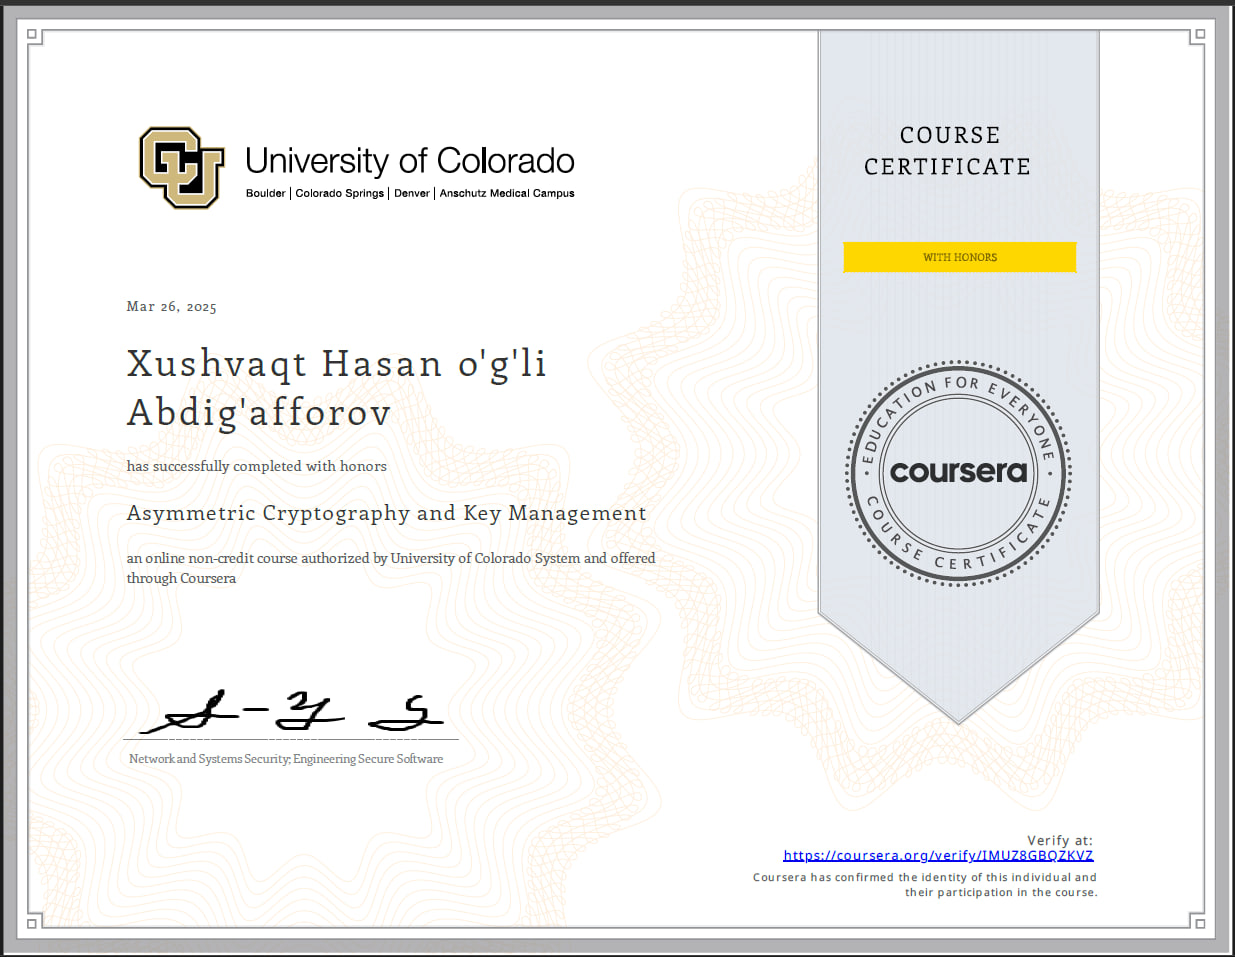 University of Colorado
Boulder | Colorado Springs | Denver | Anschutz Medical Campus
COURSE
CERTIFICATE
WITH HONORS
Mar 26, 2025
Xushvaqt Hasan o'g'li
Abdig'afforov
has successfully completed with honors
Asymmetric Cryptography and Key Management
an online non-credit course authorized by University of Colorado System and offered
through Coursera
EDUCATION FOR EVERYONE
coursera
COURSE CERTIFICATE
Network and Systems Security; Engineering Secure Software
Verify at:
https://coursera.org/verify/IMUZ8GBQZKVZ
Coursera has confirmed the identity of this individual and
their participation in the course.